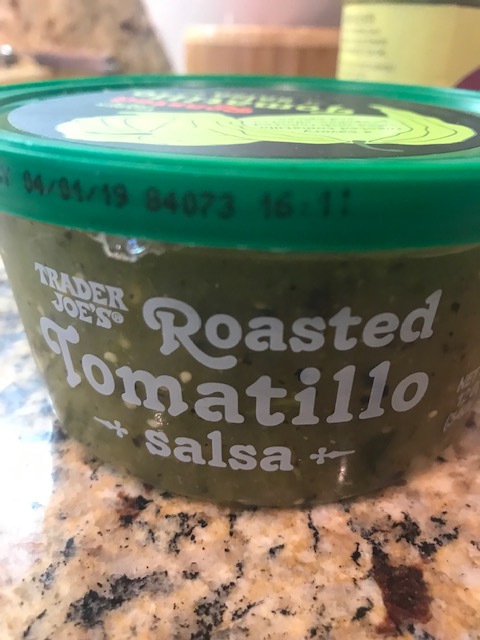 04/01/19 84073 16:11
TRADER
JOE'S®
Roasted
Tomatillo
salsa